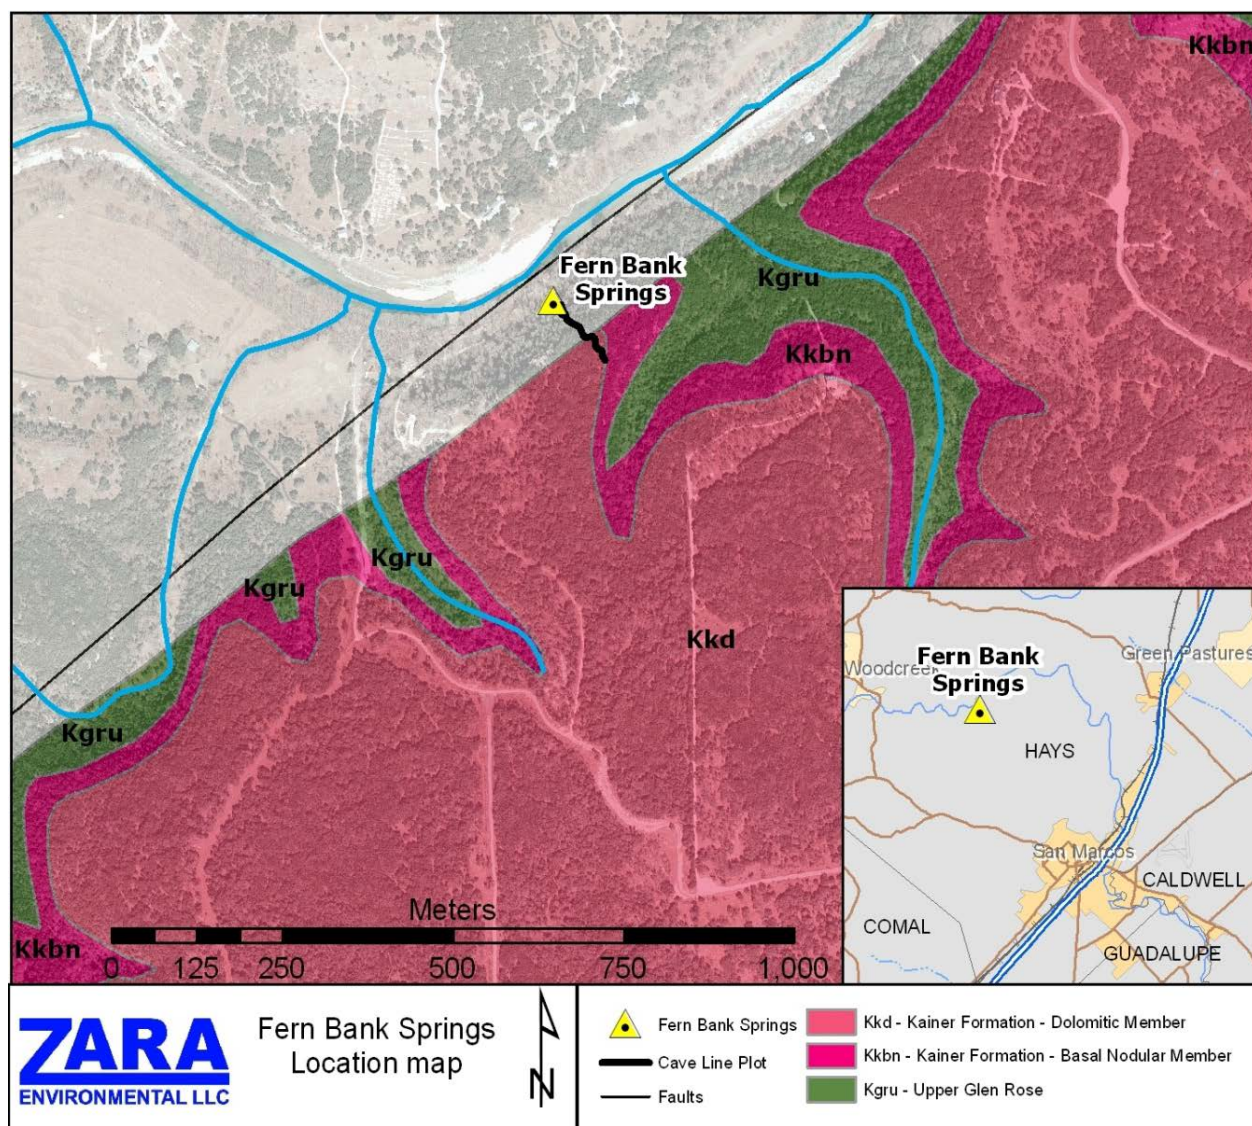 Kkbn
Fern Bank
Springs
Kgru
Kkbn
Kgru
Kgru
Kkd
Kgru
Kkbn
Meters
0 125 250 500 750 1.000
Woodcreek
Green Pastures
Fern Bank
Springs
HAYS
San Marcos
CALDWELL
COMAL
GUADALUPE
ZARA
ENVIRONMENTAL LLC
Fern Bank Springs
Location map
N
Fern Bank Springs
Cave Line Plot
Faults
Kkd - Kainer Formation - Dolomitic Member
Kkbn - Kainer Formation - Basal Nodular Member
Kgru - Upper Glen Rose